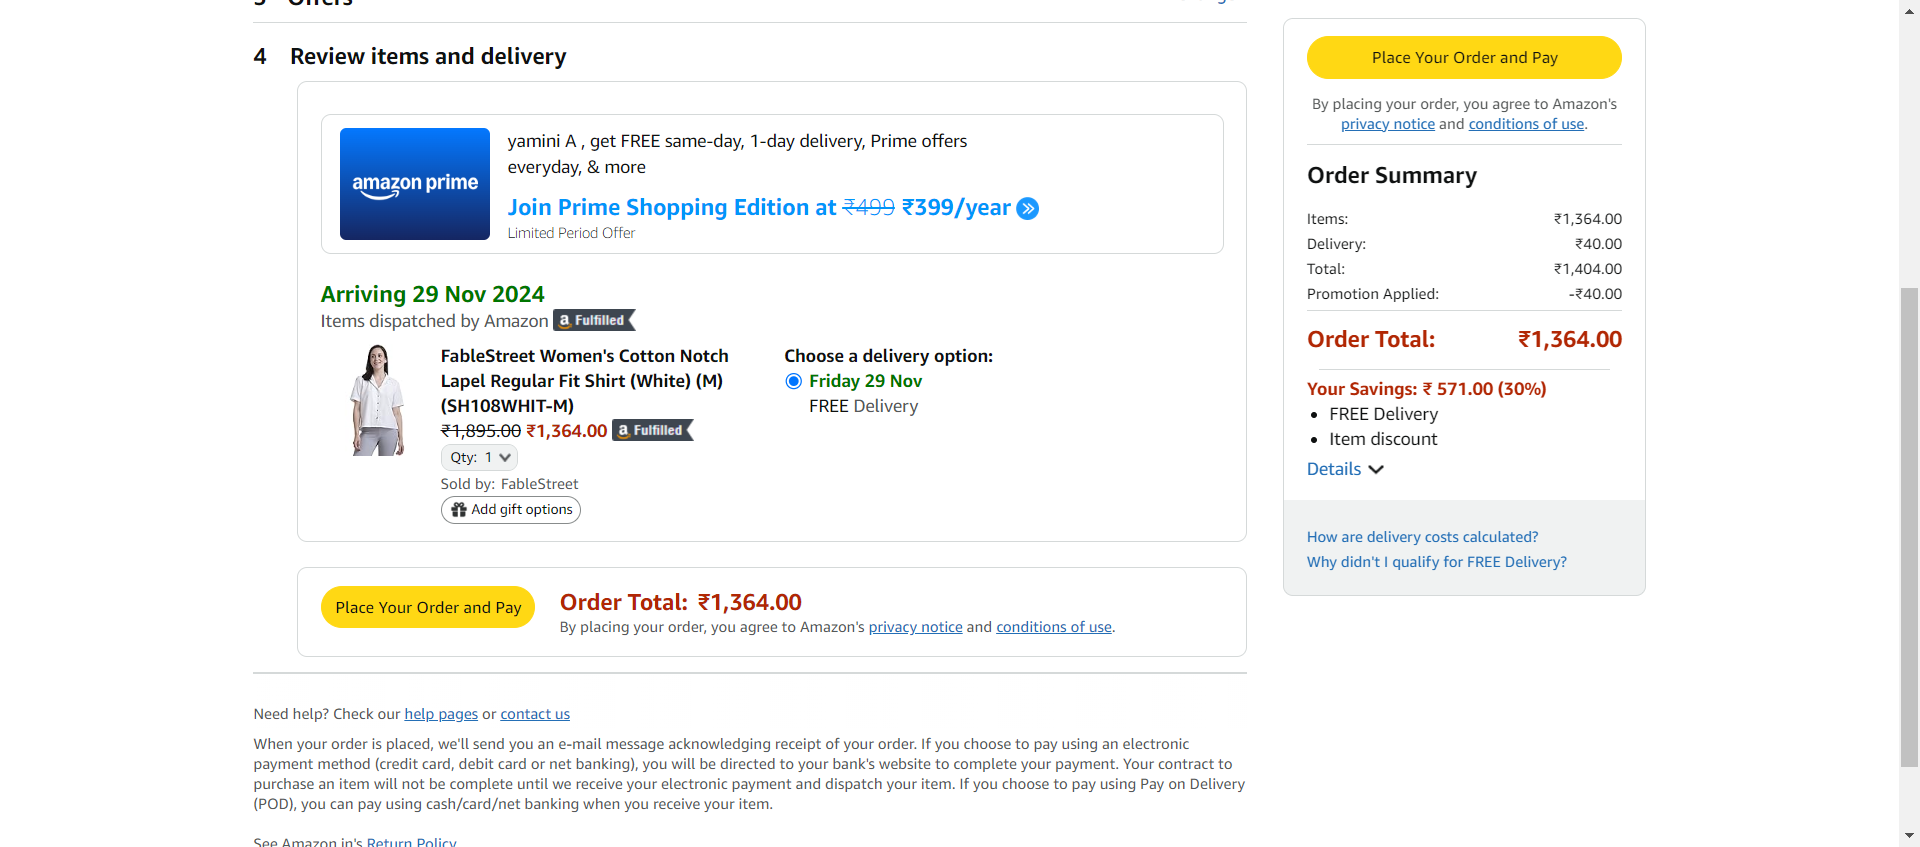 Offers
4 Review items and delivery
amazon prime
yamini A , get FREE same-day, 1-day delivery, Prime offers
everyday, & more
Join Prime Shopping Edition at ₹499 ₹399/year
Limited Period Offer
Arriving 29 Nov 2024
Items dispatched by Amazon a Fulfilled
FableStreet Women's Cotton Notch
Lapel Regular Fit Shirt (White) (M)
(SH108WHIT-M)
₹1,895.00 ₹1,364.00 a Fulfilled
Qty: 1
Sold by: FableStreet
Add gift options
Choose a delivery option:
Friday 29 Nov
FREE Delivery
Place Your Order and Pay
Order Total: ₹1,364.00
By placing your order, you agree to Amazon's privacy notice and conditions of use.
Need help? Check our help pages or contact us
When your order is placed, we'll send you an e-mail message acknowledging receipt of your order. If you choose to pay using an electronic
payment method (credit card, debit card or net banking), you will be directed to your bank's website to complete your payment. Your contract to
purchase an item will not be complete until we receive your electronic payment and dispatch your item. If you choose to pay using Pay on Delivery
(POD), you can pay using cash/card/net banking when you receive your item.
See Amazon.in's Return Policy
Place Your Order and Pay
By placing your order, you agree to Amazon's
privacy notice and conditions of use.
Order Summary
Items: ₹1,364.00
Delivery: ₹40.00
Total: ₹1,404.00
Promotion Applied: -₹40.00
Order Total: ₹1,364.00
Your Savings: ₹ 571.00 (30%)
FREE Delivery
Item discount
Details
How are delivery costs calculated?
Why didn't I qualify for FREE Delivery?